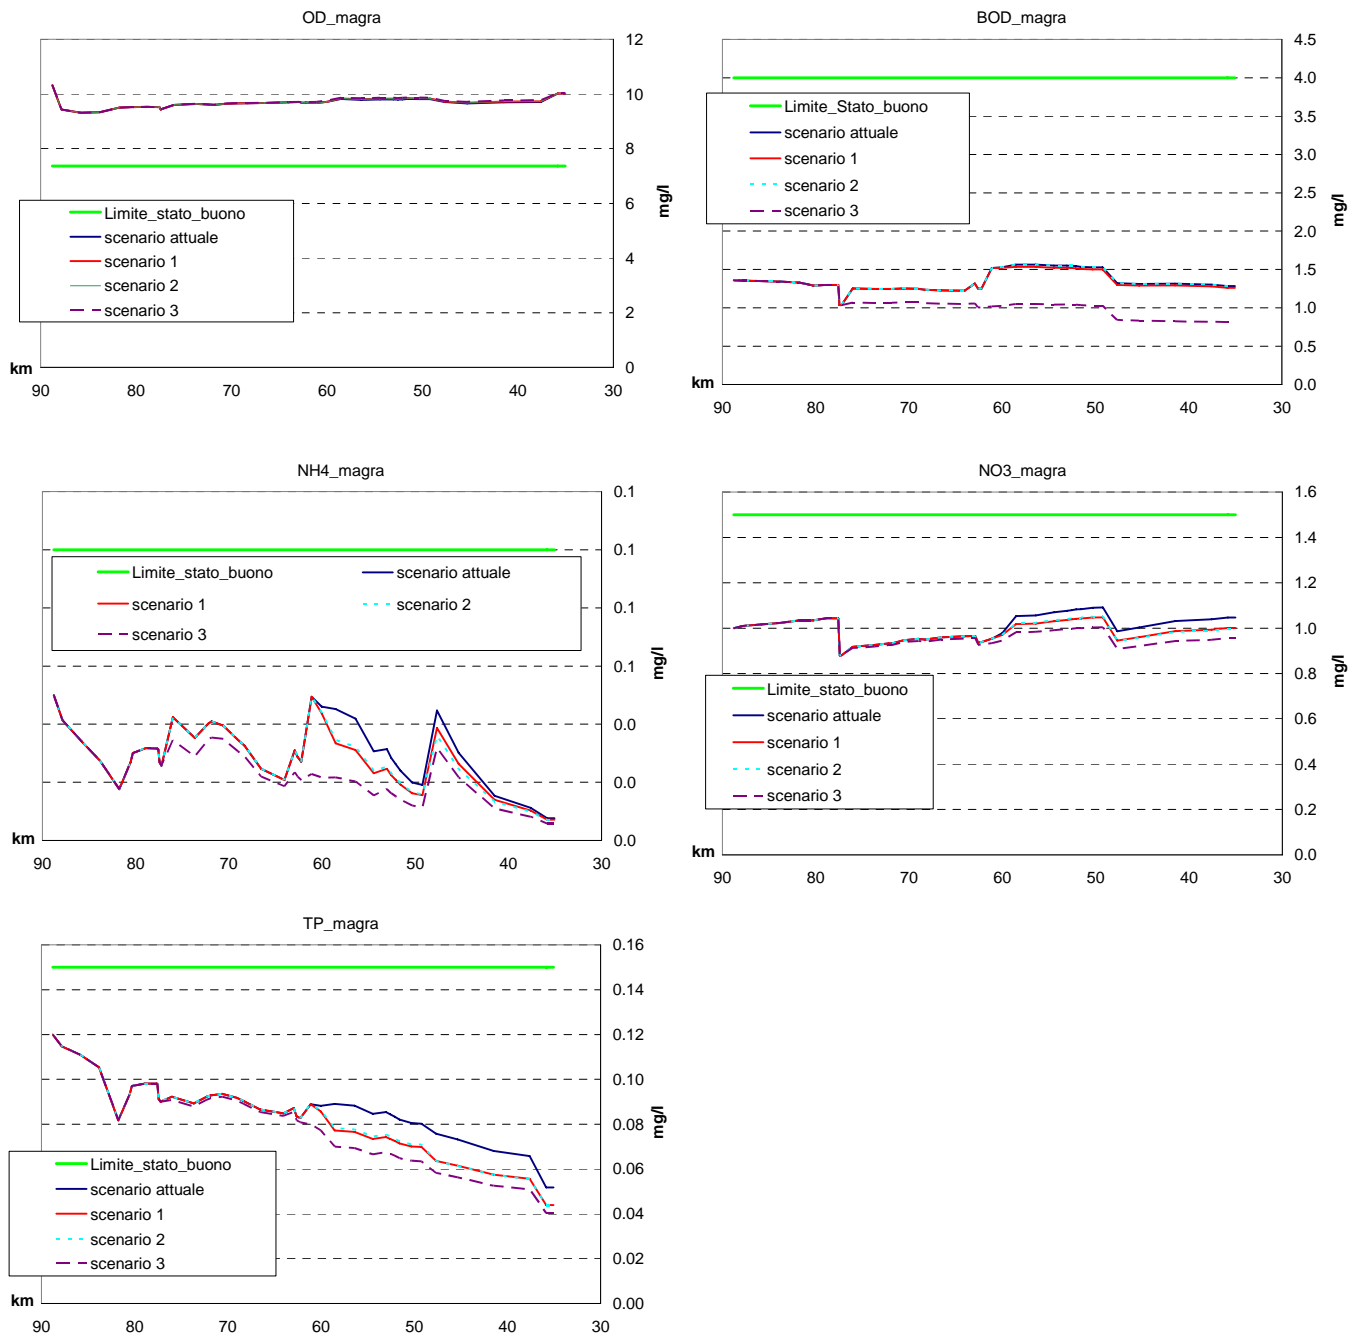 OD_magra
12
10
8
6
4
2
0
mg/l
Limite_stato_buono
scenario attuale
scenario 1
scenario 2
scenario 3
km
90 80 70 60 50 40 30
BOD_magra
4.5
4.0
3.5
3.0
2.5
2.0
1.5
1.0
0.5
0.0
mg/l
Limite_Stato_buono
scenario attuale
scenario 1
scenario 2
scenario 3
km
90 80 70 60 50 40 30
NH4_magra
0.1
0.1
0.1
0.1
0.0
0.0
0.0
mg/l
Limite_stato_buono scenario attuale
scenario 1 scenario 2
scenario 3
km
90 80 70 60 50 40 30
NO3_magra
1.6
1.4
1.2
1.0
0.8
0.6
0.4
0.2
0.0
mg/l
Limite_stato_buono
scenario attuale
scenario 1
scenario 2
scenario 3
km
90 80 70 60 50 40 30
TP_magra
0.16
0.14
0.12
0.10
0.08
0.06
0.04
0.02
0.00
mg/l
Limite_stato_buono
scenario attuale
scenario 1
scenario 2
scenario 3
km
90 80 70 60 50 40 30